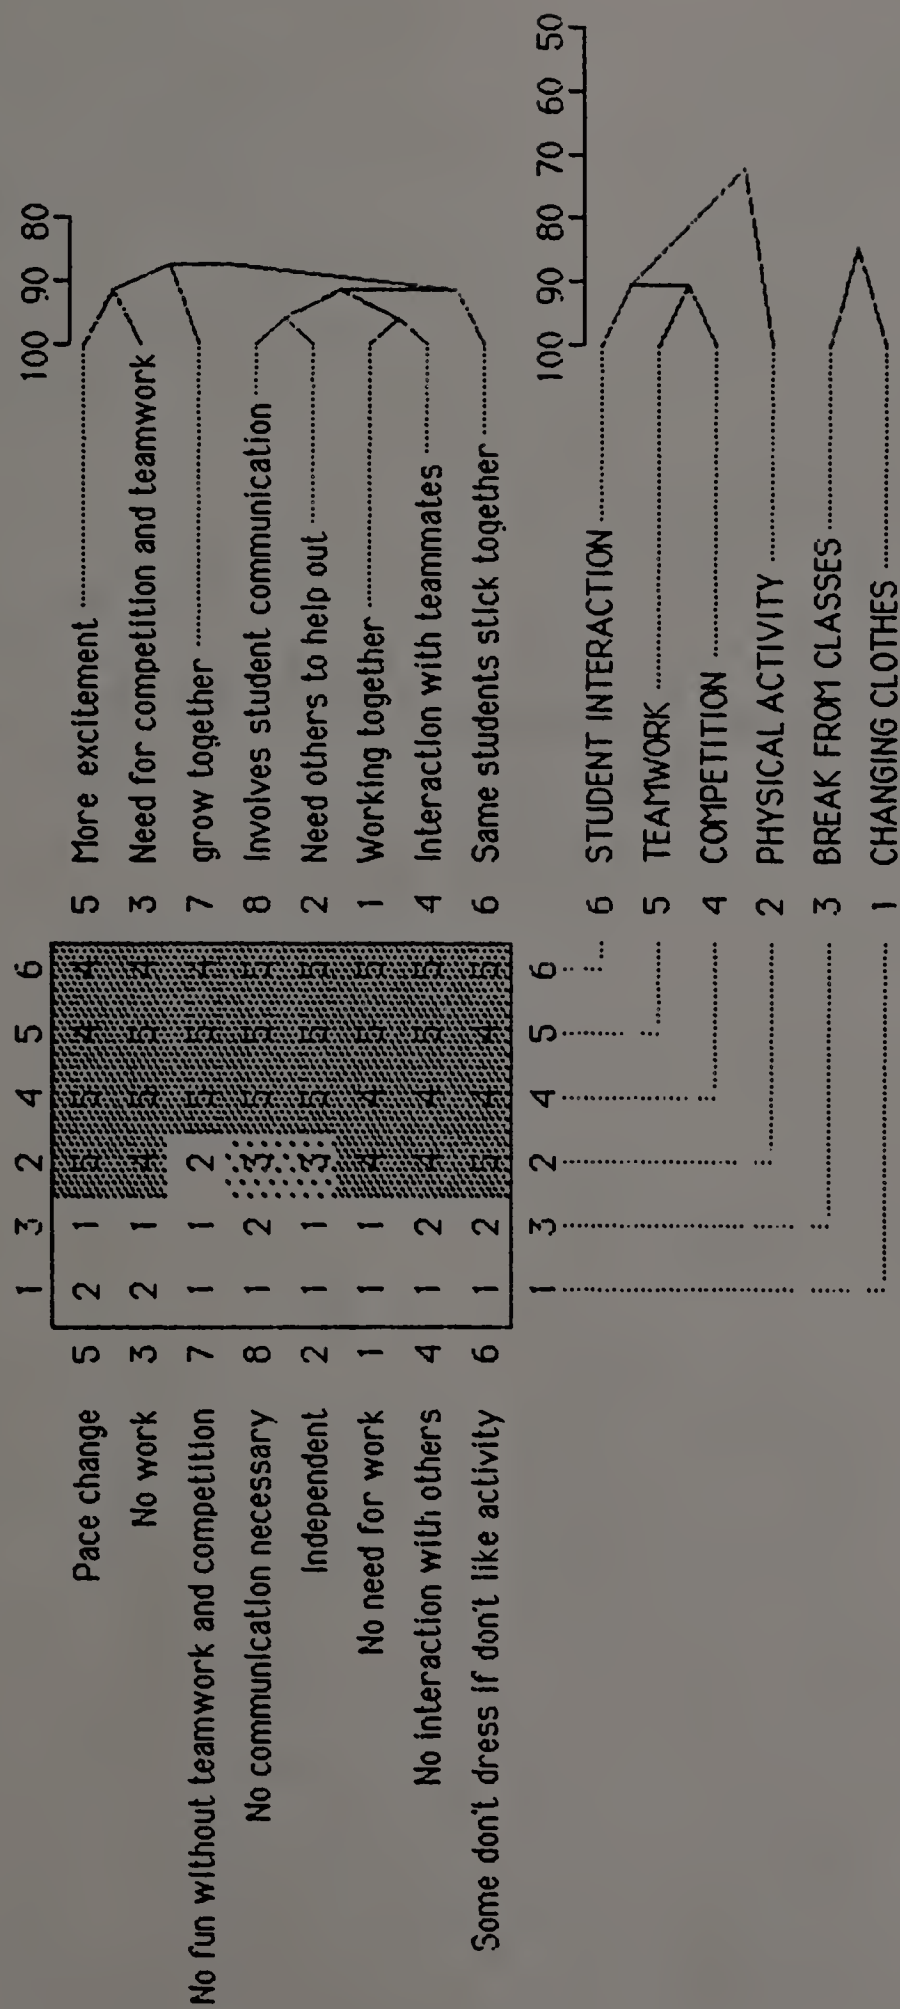 1 3 2 4 5 6 100 90 80
Pace change 5 2 1 5 5 4 4 5 More excitement
No work 3 2 1 4 5 5 4 3 Need for competition and teamwork
No fun without teamwork and competition 7 1 1 2 5 5 4 7 grow together
No communication necessary 8 1 2 3 5 5 5 8 Involves student communication
Independent 2 1 1 3 5 5 5 2 Need others to help out
No need for work 1 1 1 4 4 5 5 1 Working together
No interaction with others 4 1 2 4 4 5 5 4 Interaction with teammates
Some don't dress if don't like activity 6 1 2 5 4 4 5 6 Same students stick together
1 3 2 4 5 6 100 90 80 70 60 50
6 STUDENT INTERACTION
5 TEAMWORK
4 COMPETITION
2 PHYSICAL ACTIVITY
3 BREAK FROM CLASSES
1 CHANGING CLOTHES